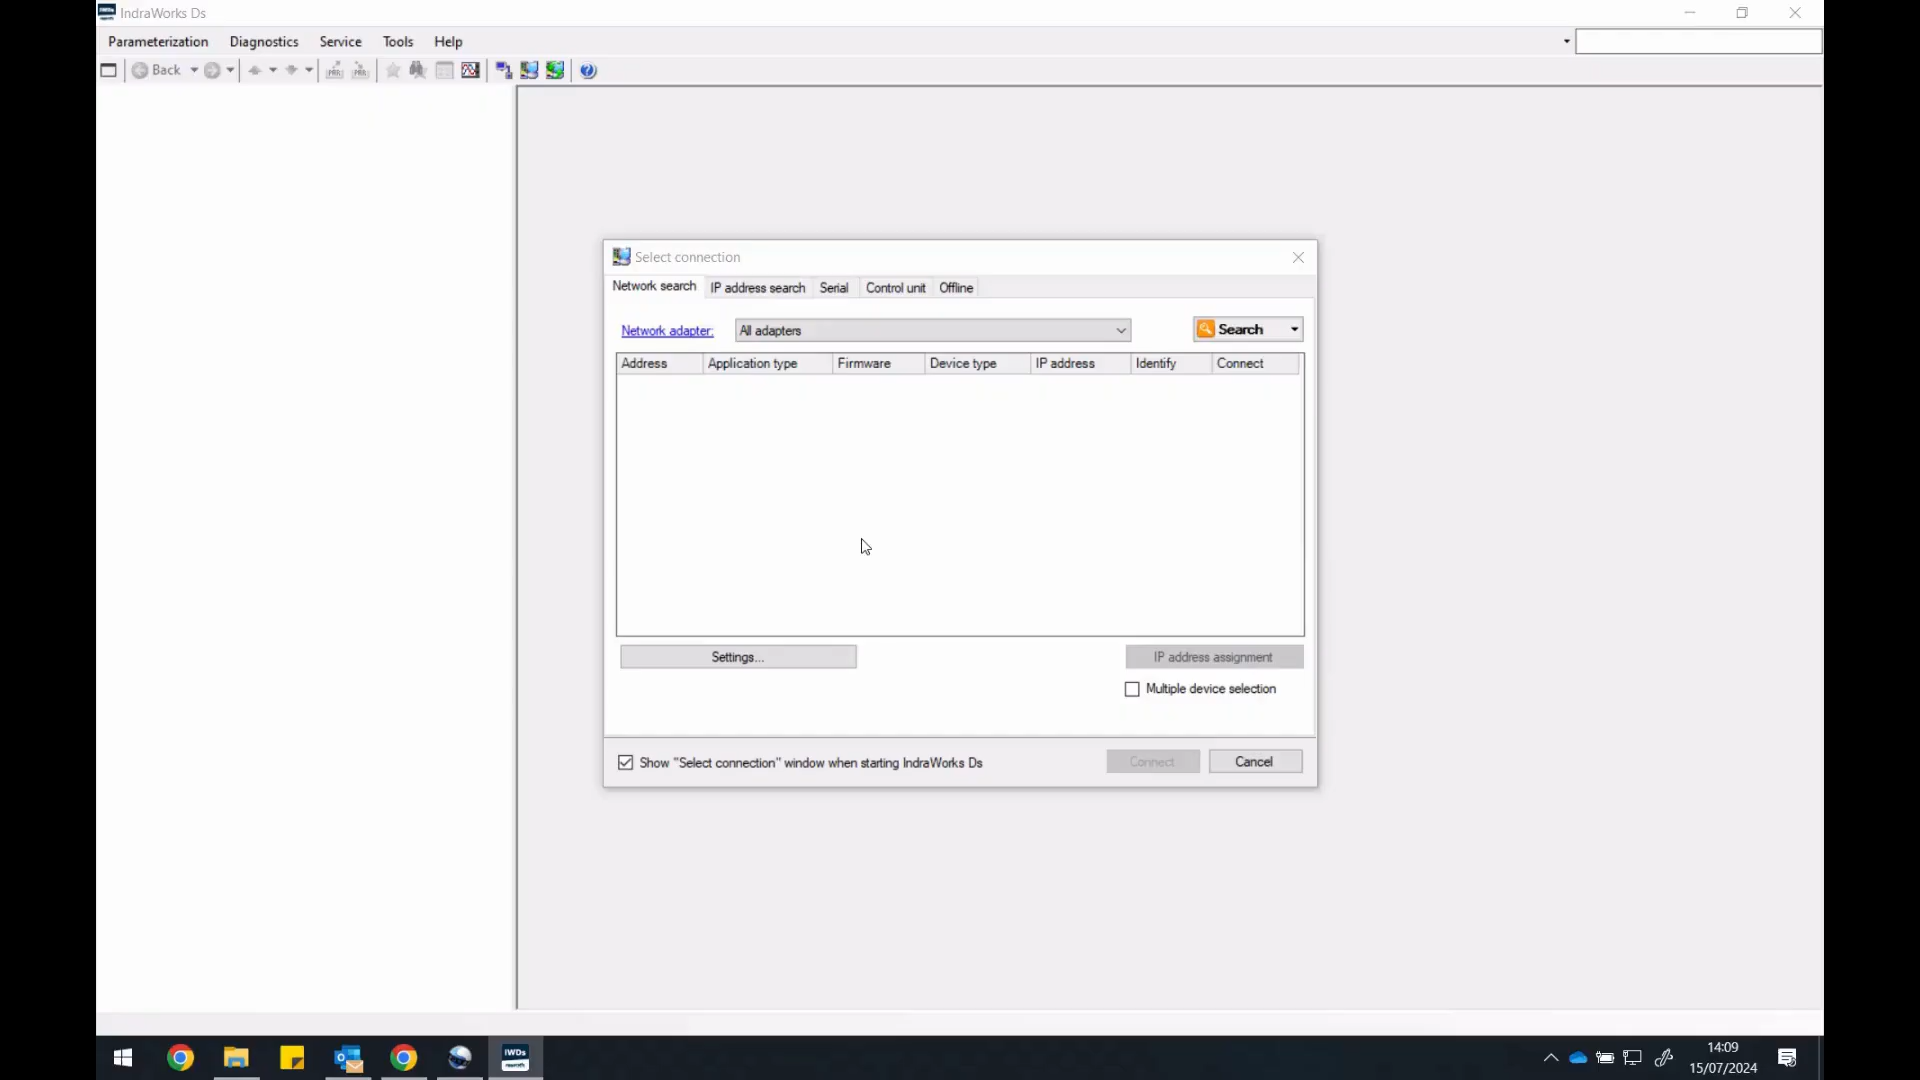 IndraWorks Ds
Parameterization Diagnostics Service Tools Help
Back
Select connection
Network search IP address search Serial Control unit Offline
Network adapter: All adapters Search
Address Application type Firmware Device type IP address Identify Connect
Settings... IP address assignment
Multiple device selection
Show "Select connection" window when starting IndraWorks Ds Connect Cancel
IWDs
14:09
15/07/2024